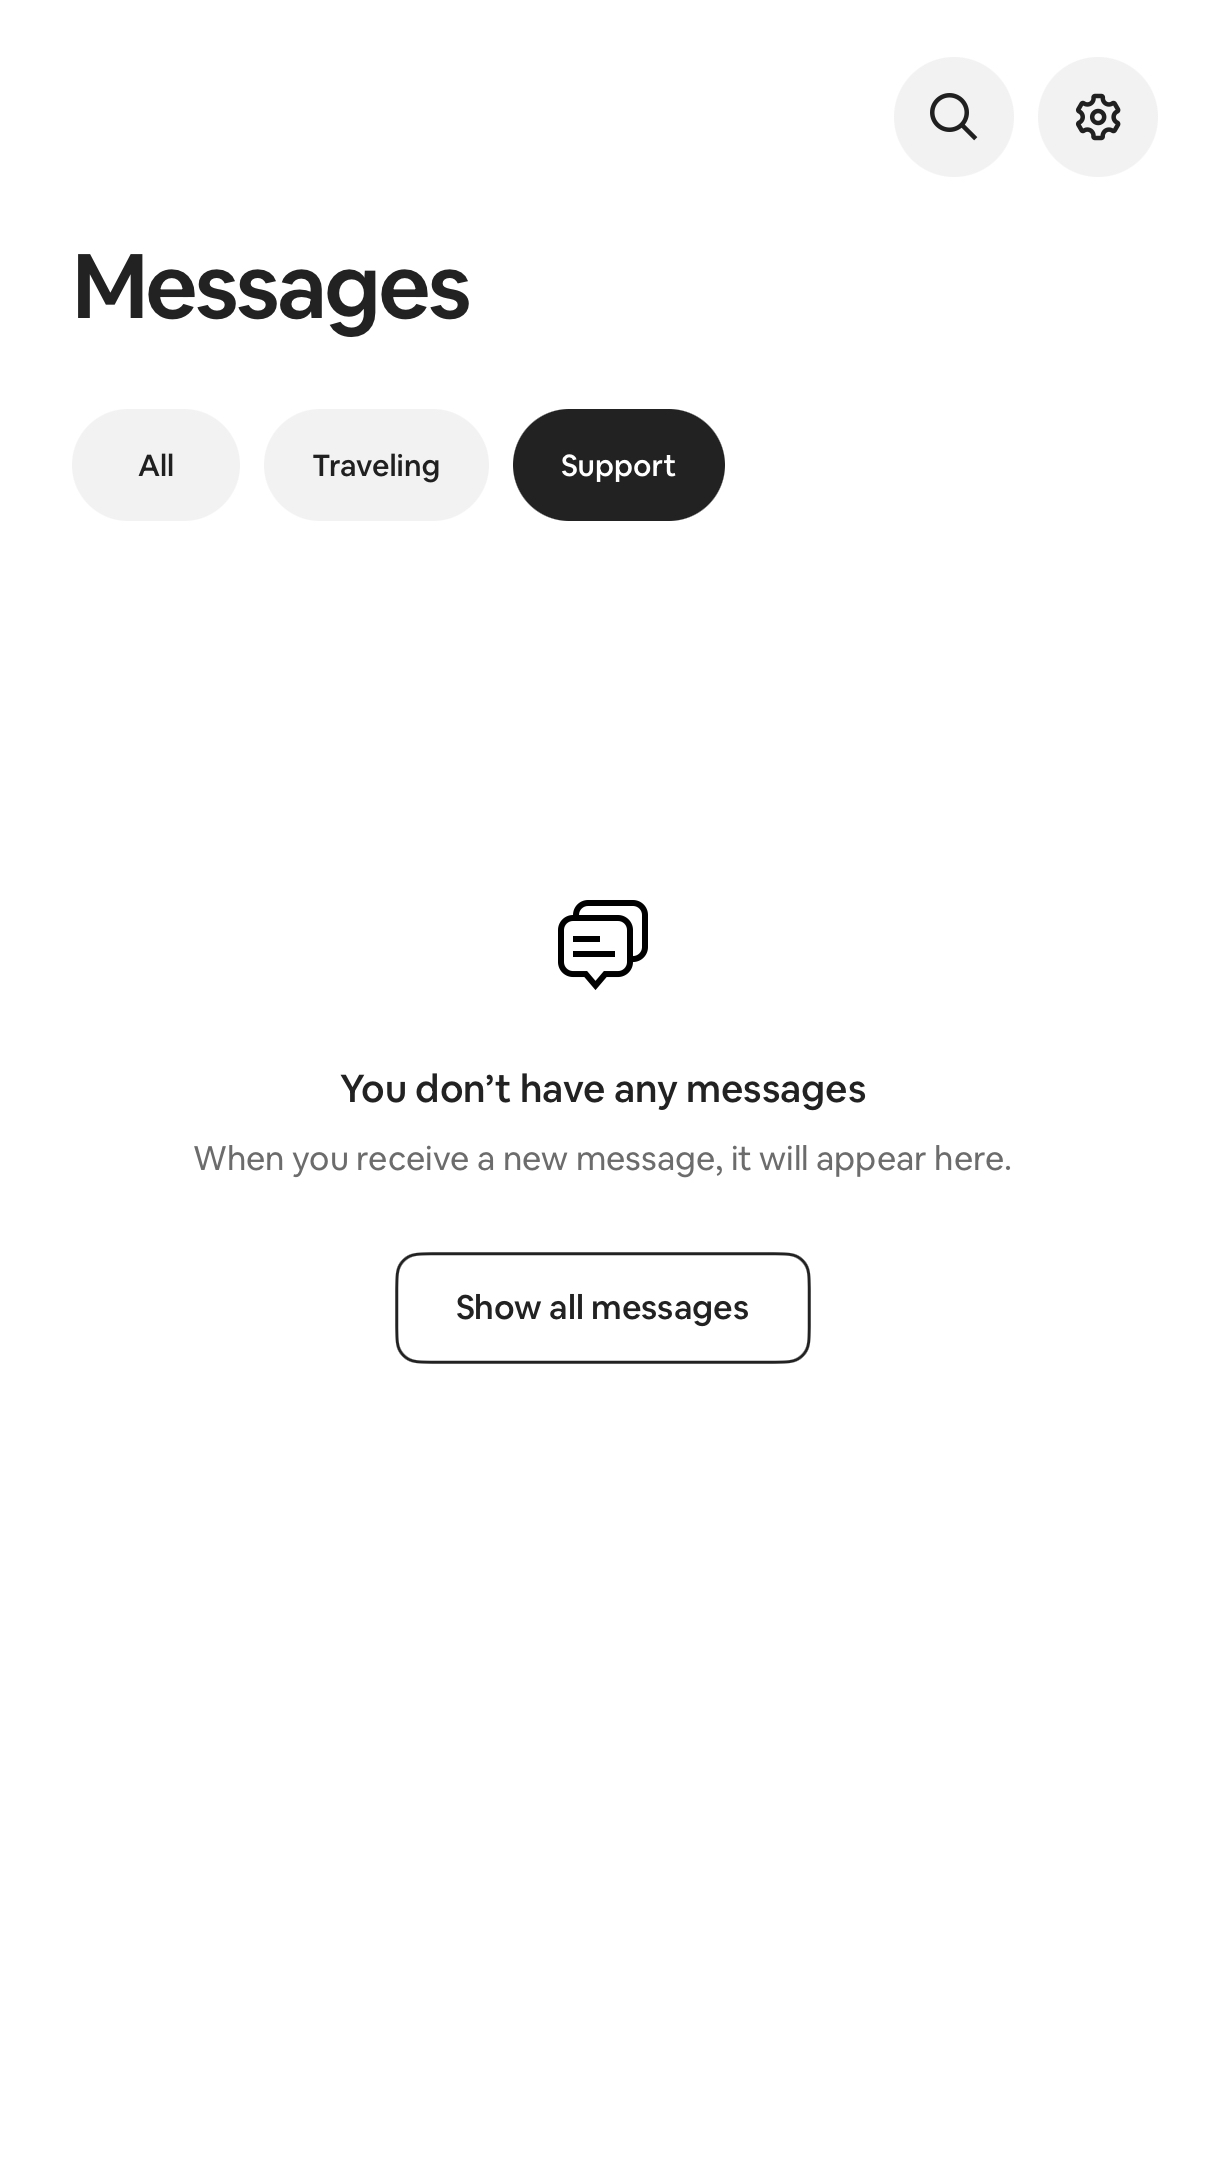 Messages
All Traveling Support
You don’t have any messages
When you receive a new message, it will appear here.
Show all messages